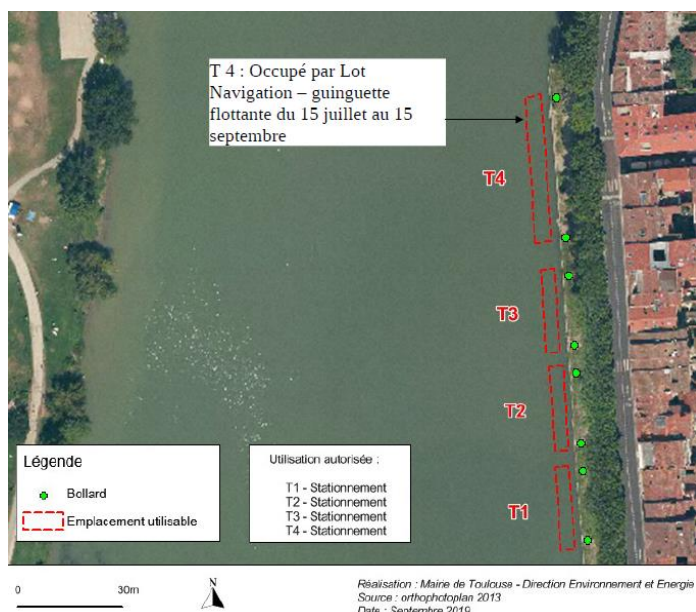 T 4 : Occupé par Lot
Navigation – guinguette
flottante du 15 juillet au 15
septembre
T4
T3
T2
T1
Légende
Bollard
Emplacement utilisable
Utilisation autorisée :
T1 - Stationnement
T2 - Stationnement
T3 - Stationnement
T4 - Stationnement
0 30m
N
Réalisation : Mairie de Toulouse - Direction Environnement et Energie
Source : orthophotoplan 2013
Date : Septembre 2019